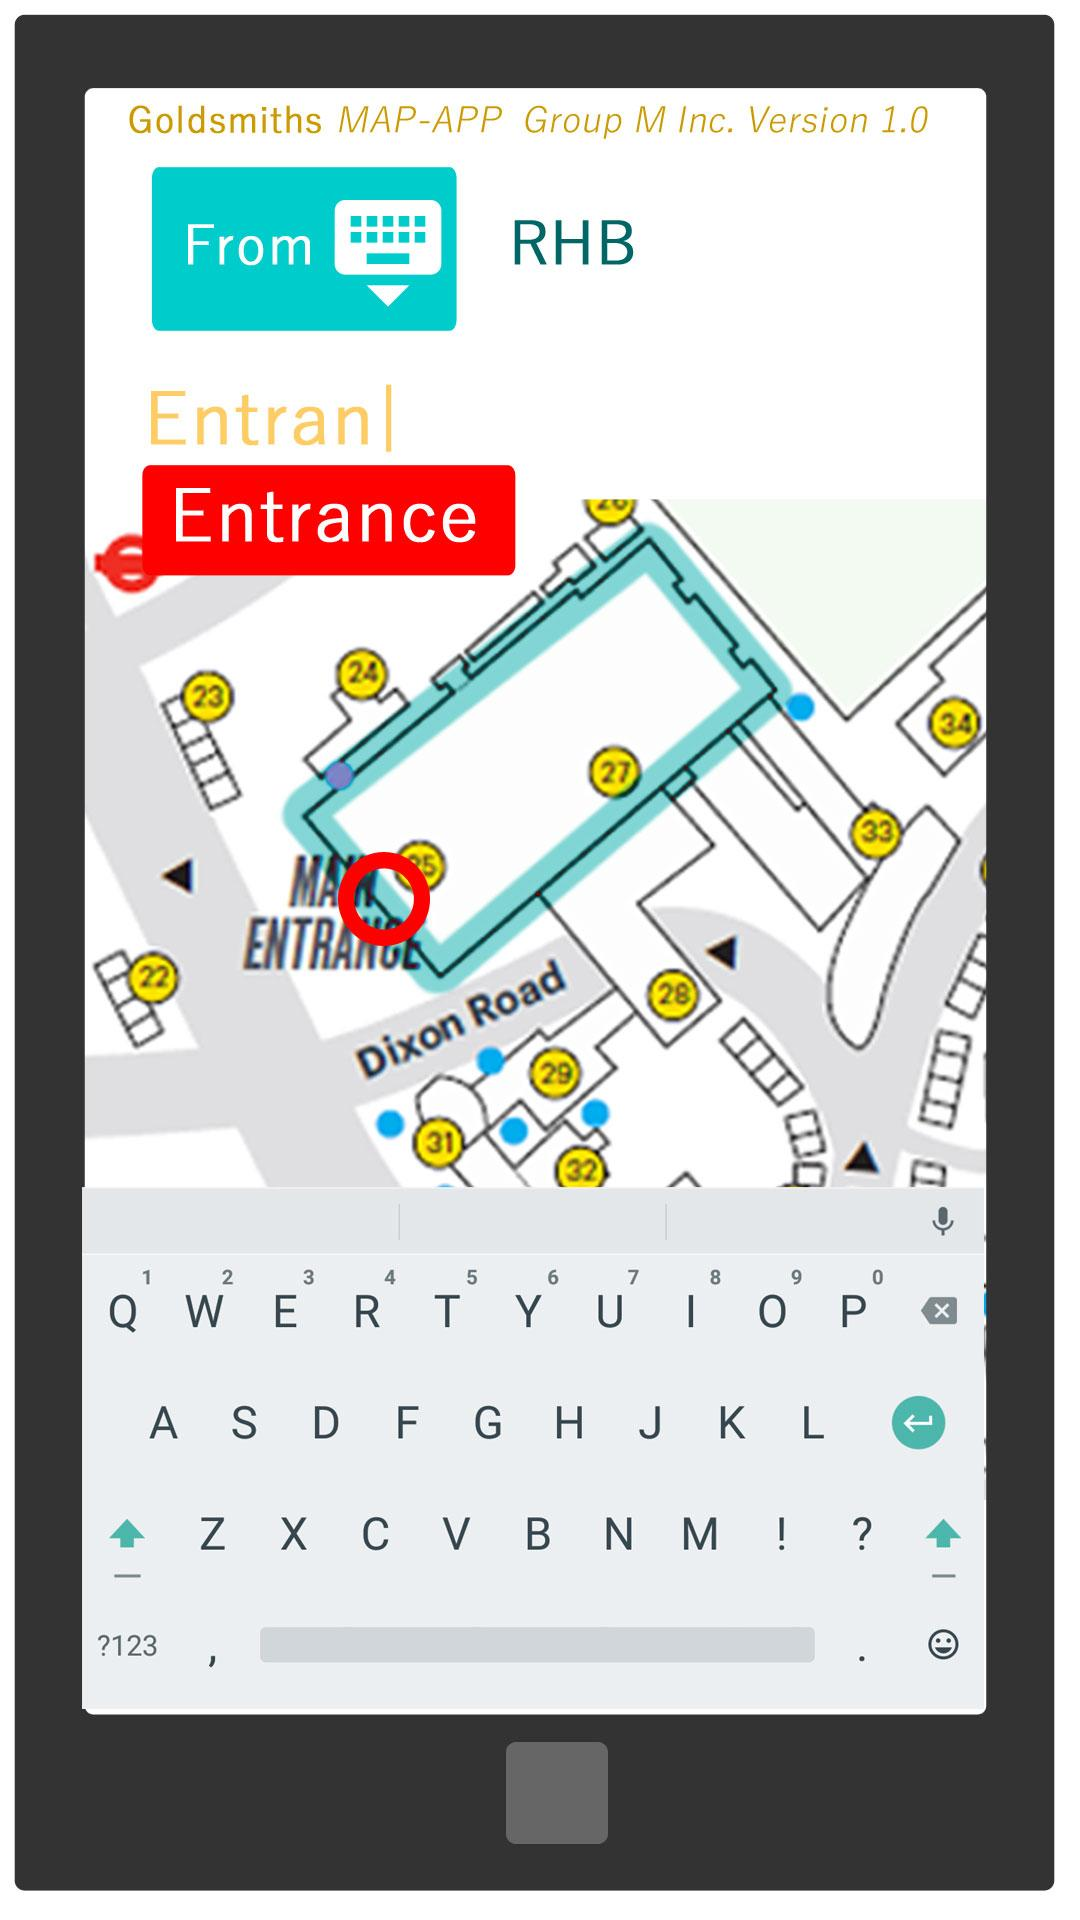 Goldsmiths MAP-APP Group M Inc. Version 1.0
From RHB
Entran
Entrance
24
23
34
27
33
25
MAIN
ENTRANCE
22
28
Dixon Road
29
31
32
1 2 3 4 5 6 7 8 9 0
Q W E R T Y U I O P
A S D F G H J K L
Z X C V B N M ! ?
?123 , .